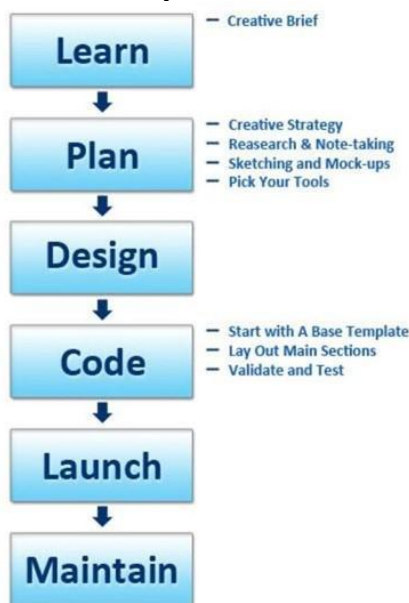 Learn
– Creative Brief
Plan
– Creative Strategy
– Reasearch & Note-taking
– Sketching and Mock-ups
– Pick Your Tools
Design
Code
– Start with A Base Template
– Lay Out Main Sections
– Validate and Test
Launch
Maintain